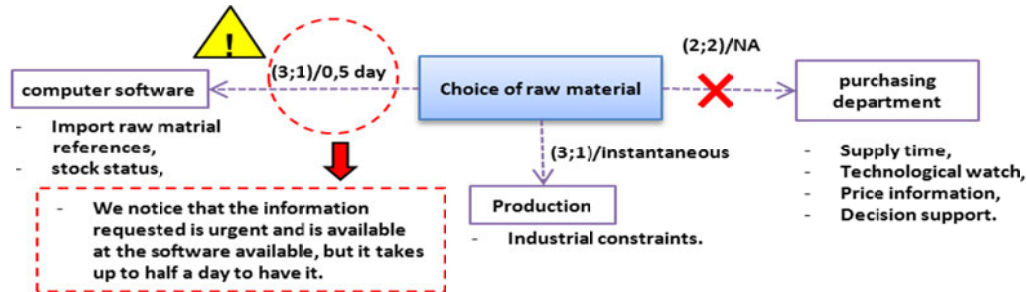 !
(3;1)/0,5 day
(2;2)/NA
computer software
Choice of raw material
purchasing
department
- Import raw matrial
references,
- stock status,
(3;1)/instantaneous
- Supply time,
- Technological watch,
- Price information,
- Decision support.
Production
- Industrial constraints.
- We notice that the information
requested is urgent and is available
at the software available, but it takes
up to half a day to have it.